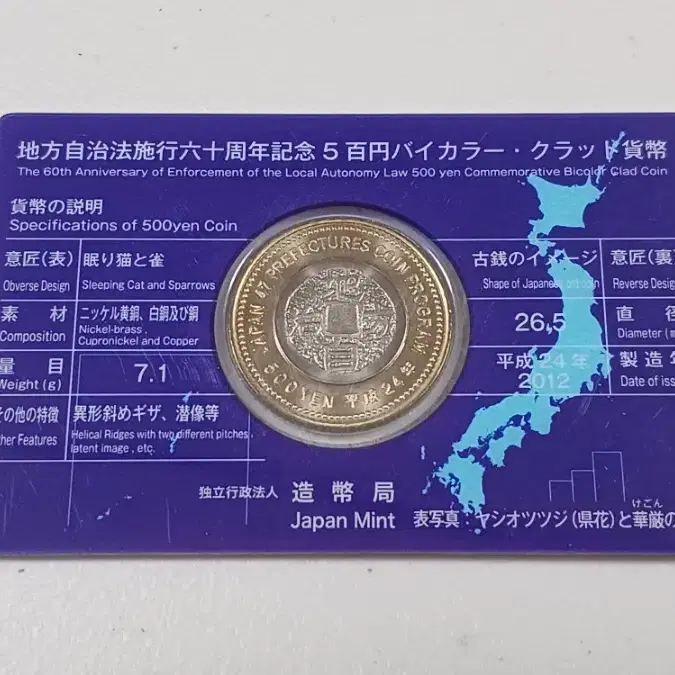 地方自治法施行六十周年記念5百円バイカラー・クラッド貨幣
The 60th Anniversary of Enforcement of the Local Autonomy Law 500 yen Commemorative Bicolor Clad Coin
貨幣の説明
Specifications of 500yen Coin
意匠(表) 眠り猫と雀 古銭のイメージ 意匠(裏)
Obverse Design Sleeping Cat and Sparrows Shape of Japanese Reverse Design
素材 ニッケル黄銅、白銅及び銅 26.5 直径
Composition Nickel-brass, Cupronickel and Copper Diameter
量目 7.1 平成24年 製造年
Weight (g) 2012 Date of iss
その他の特徴 異形斜めギザ、潜像等
ther Features Helical Ridges with two different pitches, latent image, etc.
JAPAN 47 PREFECTURES COIN PROGRAM
500YEN 平成24年
独立行政法人 造幣局
Japan Mint
表写真:ヤシオツツジ(県花)と華厳の
けごん